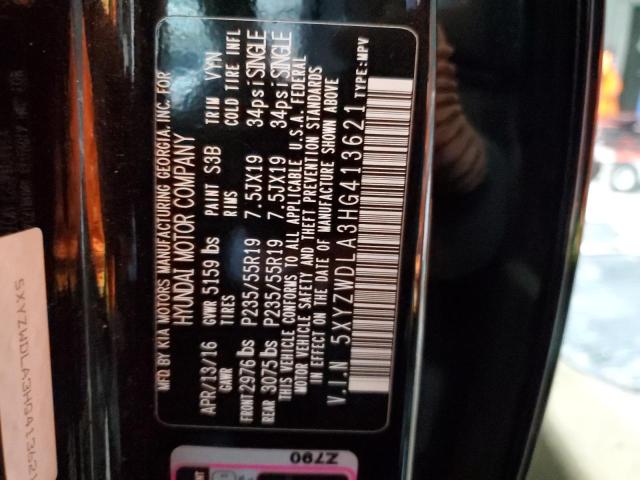 MFD. BY KIA MOTORS MANUFACTURING GEORGIA, INC. FOR
HYUNDAI MOTOR COMPANY
APR/13/16 GVWR 5159 lbs PAINT S3B TRIM VYN
GAWR TIRES RIMS COLD TIRE INFL
FRONT 2976 lbs P235/55R19 7.5JX19 34psi SINGLE
REAR 3075 lbs P235/55R19 7.5JX19 34psi SINGLE
THIS VEHICLE CONFORMS TO ALL APPLICABLE U.S.A. FEDERAL
MOTOR VEHICLE SAFETY AND THEFT PREVENTION STANDARDS
IN EFFECT ON THE DATE OF MANUFACTURE SHOWN ABOVE
V.I.N 5XYZWDLA3HG413621 TYPE:MPV
5XYZWDLA3HG413621
Z790